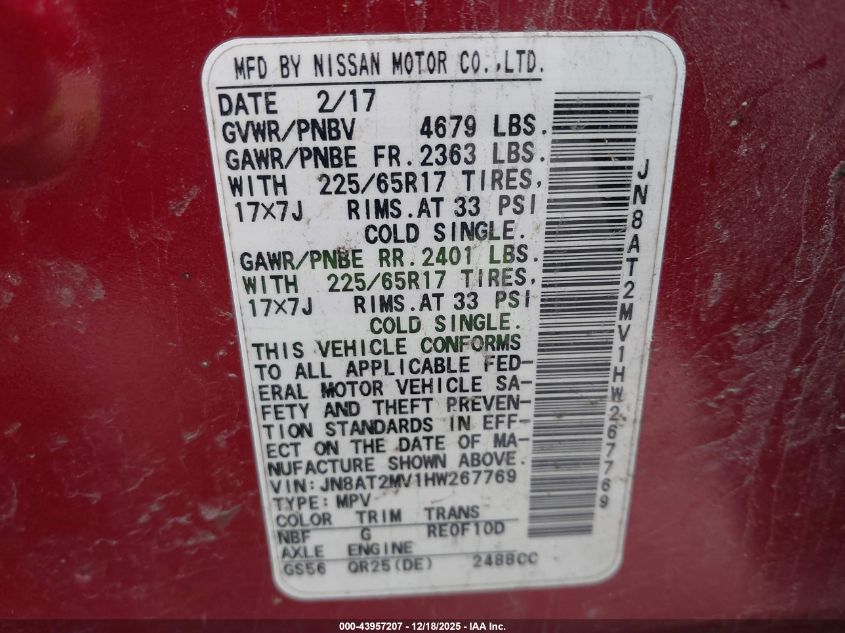 MFD BY NISSAN MOTOR CO.,LTD.
DATE 2/17
GVWR/PNBV 4679 LBS.
GAWR/PNBE FR. 2363 LBS.
WITH 225/65R17 TIRES,
17X7J RIMS. AT 33 PSI
COLD SINGLE.
GAWR/PNBE RR. 2401 LBS.
WITH 225/65R17 TIRES,
17X7J RIMS. AT 33 PSI
COLD SINGLE.
THIS VEHICLE CONFORMS
TO ALL APPLICABLE FED-
ERAL MOTOR VEHICLE SA-
FETY AND THEFT PREVEN-
TION STANDARDS IN EFF-
ECT ON THE DATE OF MA-
NUFACTURE SHOWN ABOVE.
VIN: JN8AT2MV1HW267769
TYPE: MPV
COLOR TRIM TRANS
NBF G RE0F10D
AXLE ENGINE
GS56 QR25(DE) 2488CC
JN8AT2MV1HW267769
000-43957207 - 12/18/2025 - IAA Inc.